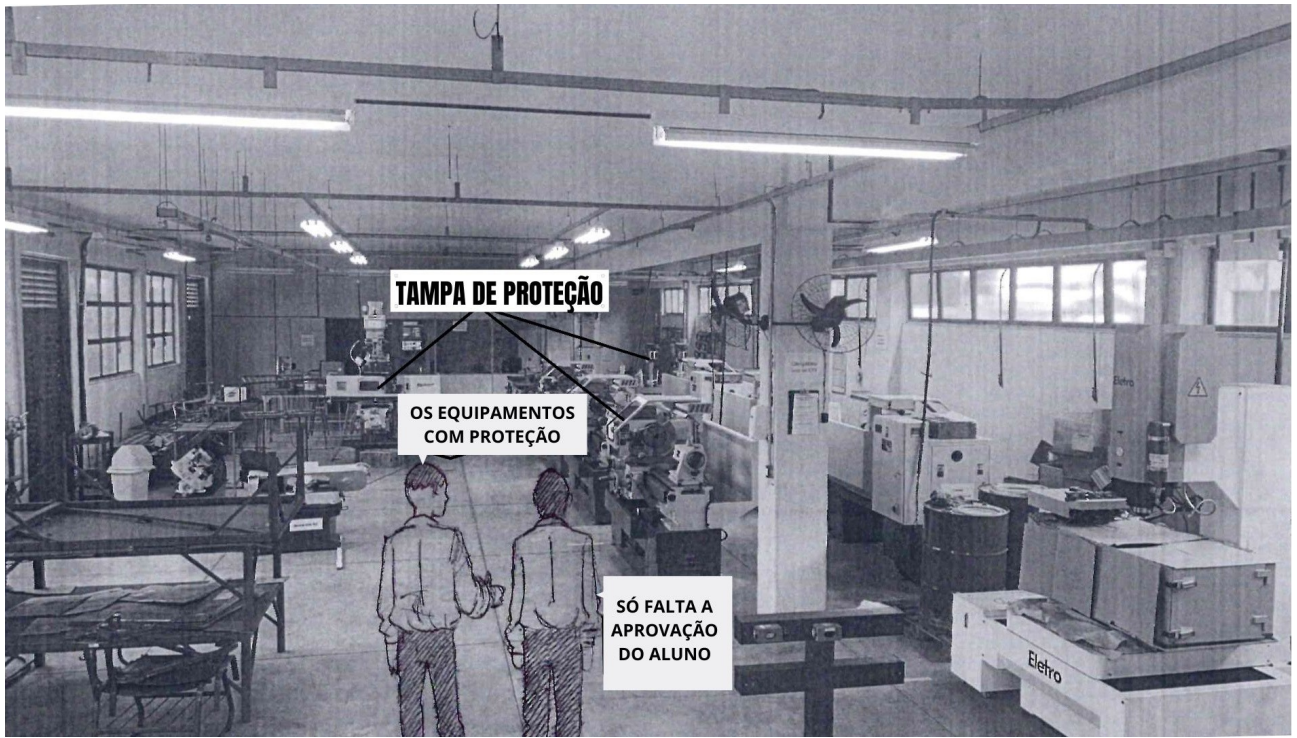 TAMPA DE PROTEÇÃO
OS EQUIPAMENTOS
COM PROTEÇÃO
SÓ FALTA A
APROVAÇÃO
DO ALUNO
Eletro
Eletro